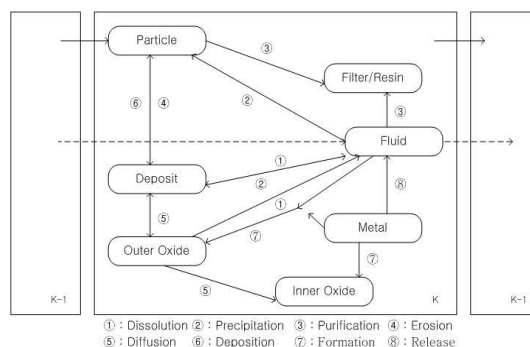 Particle
③
Filter/Resin
⑥ ④
②
③
Fluid
①
Deposit
②
⑧
①
⑤
Metal
⑦
Outer Oxide
⑦
⑤
Inner Oxide
K-1 K K-1
①: Dissolution ②: Precipitation ③: Purification ④: Erosion
⑤: Diffusion ⑥: Deposition ⑦: Formation ⑧: Release